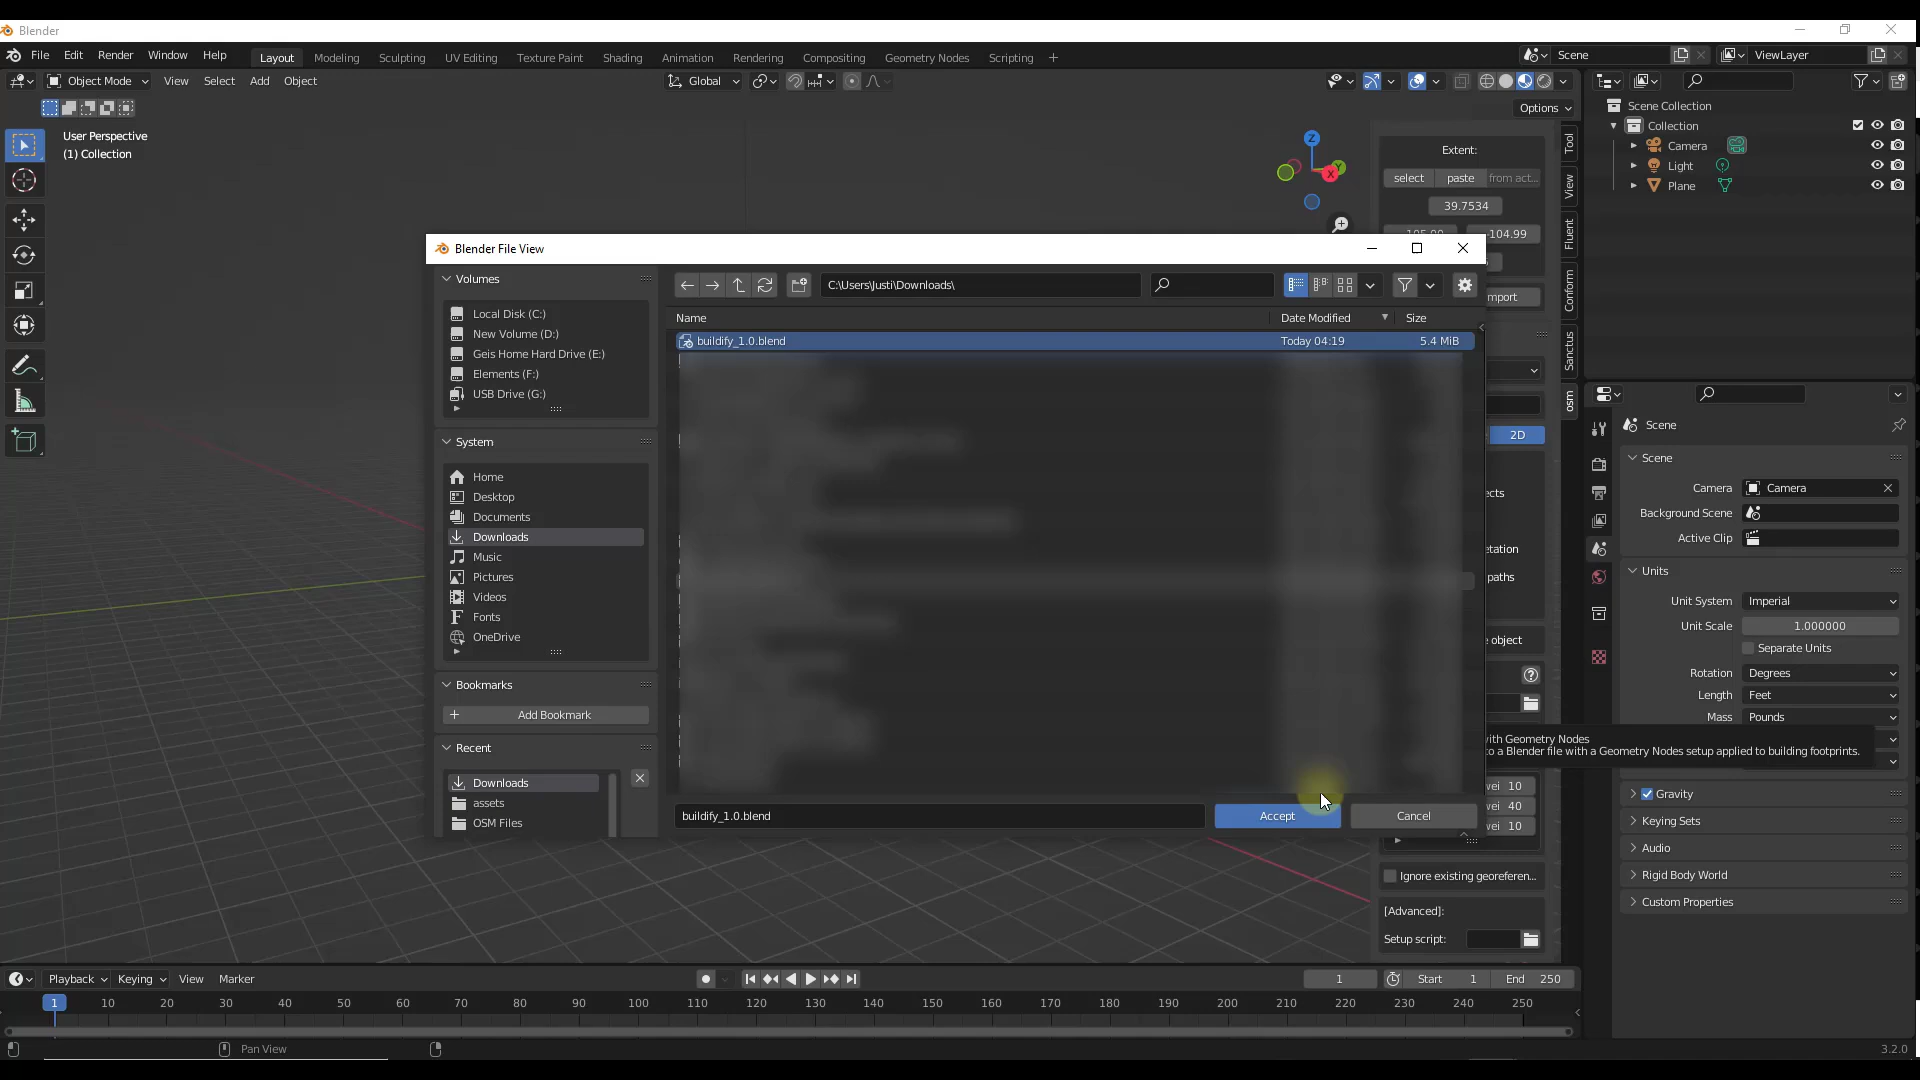 Blender
File Edit Render Window Help Layout Modeling Sculpting UV Editing Texture Paint Shading Animation Rendering Compositing Geometry Nodes Scripting + Scene ViewLayer
Object Mode View Select Add Object Global
Options
User Perspective
(1) Collection
Z
Y
X
Extent:
select paste from act...
39.7534
104.99
mport
2D
ects
etation
paths
e object
Tool
View
Fluent
Conform
Sanctus
osm
Scene Collection
Collection
Camera
Light
Plane
Blender File View
Volumes
Local Disk (C:)
New Volume (D:)
Geis Home Hard Drive (E:)
Elements (F:)
USB Drive (G:)
System
Home
Desktop
Documents
Downloads
Music
Pictures
Videos
Fonts
OneDrive
Bookmarks
Add Bookmark
Recent
Downloads
assets
OSM Files
C:\Users\Justi\Downloads\
Name Date Modified Size
buildify_1.0.blend Today 04:19 5.4 MiB
buildify_1.0.blend Accept Cancel
with Geometry Nodes
to a Blender file with a Geometry Nodes setup applied to building footprints.
wei 10
wei 40
wei 10
Ignore existing georeferen...
[Advanced]:
Setup script:
Scene
Scene
Camera Camera
Background Scene
Active Clip
Units
Unit System Imperial
Unit Scale 1.000000
Separate Units
Rotation Degrees
Length Feet
Mass Pounds
Gravity
Keying Sets
Audio
Rigid Body World
Custom Properties
Playback Keying View Marker 1 Start 1 End 250
1 10 20 30 40 50 60 70 80 90 100 110 120 130 140 150 160 170 180 190 200 210 220 230 240 250
Pan View 3.2.0